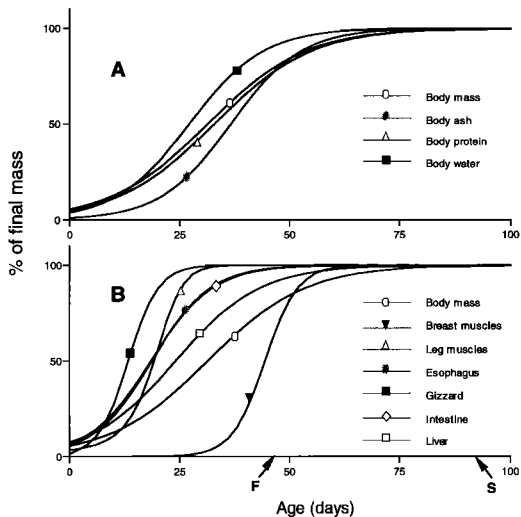 100
A
50
0
0 25 50 75 100
Body mass
Body ash
Body protein
Body water
% of final mass
100
B
50
0
0 25 50 75 100
Body mass
Breast muscles
Leg muscles
Esophagus
Gizzard
Intestine
Liver
F
S
Age (days)